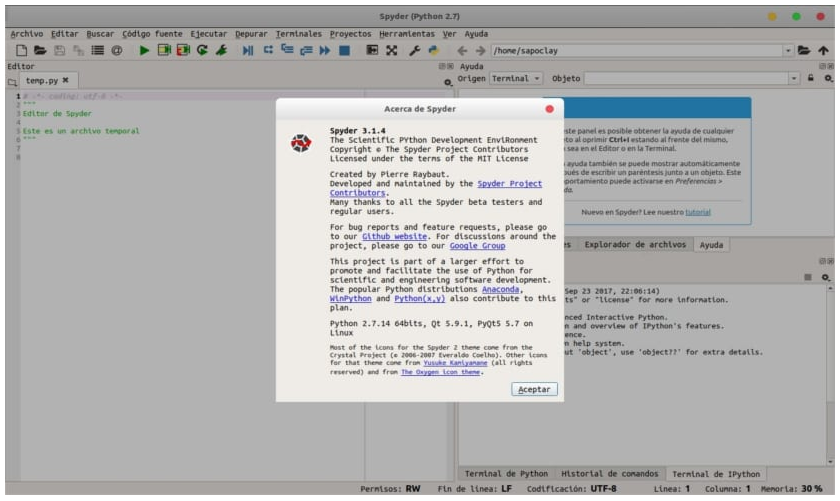 Spyder (Python 2.7)
Archivo Editar Buscar Código fuente Ejecutar Depurar Terminales Proyectos Herramientas Ver Ayuda
/home/sapoclay
Editor
Ayuda
temp.py
Origen Terminal Objeto
1 # -*- coding: utf-8 -*-
2 """
3 Editor de Spyder
4
5 Este es un archivo temporal
6 """
7
8
Acerca de Spyder
Spyder 3.1.4
The Scientific PYthon Development EnviRonment
Copyright © The Spyder Project Contributors
Licensed under the terms of the MIT License
Created by Pierre Raybaut.
Developed and maintained by the Spyder Project
Contributors.
Many thanks to all the Spyder beta testers and
regular users.
For bug reports and feature requests, please go
to our Github website. For discussions around the
project, please go to our Google Group
This project is part of a larger effort to
promote and facilitate the use of Python for
scientific and engineering software development.
The popular Python distributions Anaconda,
WinPython and Python(x,y) also contribute to this
plan.
Python 2.7.14 64bits, Qt 5.9.1, PyQt5 5.7 on
Linux
Most of the icons for the Spyder 2 theme come from the
Crystal Project (© 2006-2007 Everaldo Coelho). Other icons
for that theme come from Yusuke Kamiyamane (all rights
reserved) and from The Oxygen icon theme.
Aceptar
este panel es posible obtener la ayuda de cualquier
al oprimir Ctrl+I estando al frente del mismo,
sea en el Editor o en la Terminal.
ayuda también se puede mostrar automáticamente
de escribir un paréntesis junto a un objeto. Este
portamiento puede activarse en Preferencias >
Nuevo en Spyder? Lee nuestro tutorial
Explorador de archivos Ayuda
Sep 23 2017, 22:06:14)
or "license" for more information.
Interactive Python.
and overview of IPython's features.
help system.
'object', use 'object??' for extra details.
Terminal de Python Historial de comandos Terminal de IPython
Permisos: RW Fin de línea: LF Codificación: UTF-8 Línea: 1 Columna: 1 Memoria: 30 %